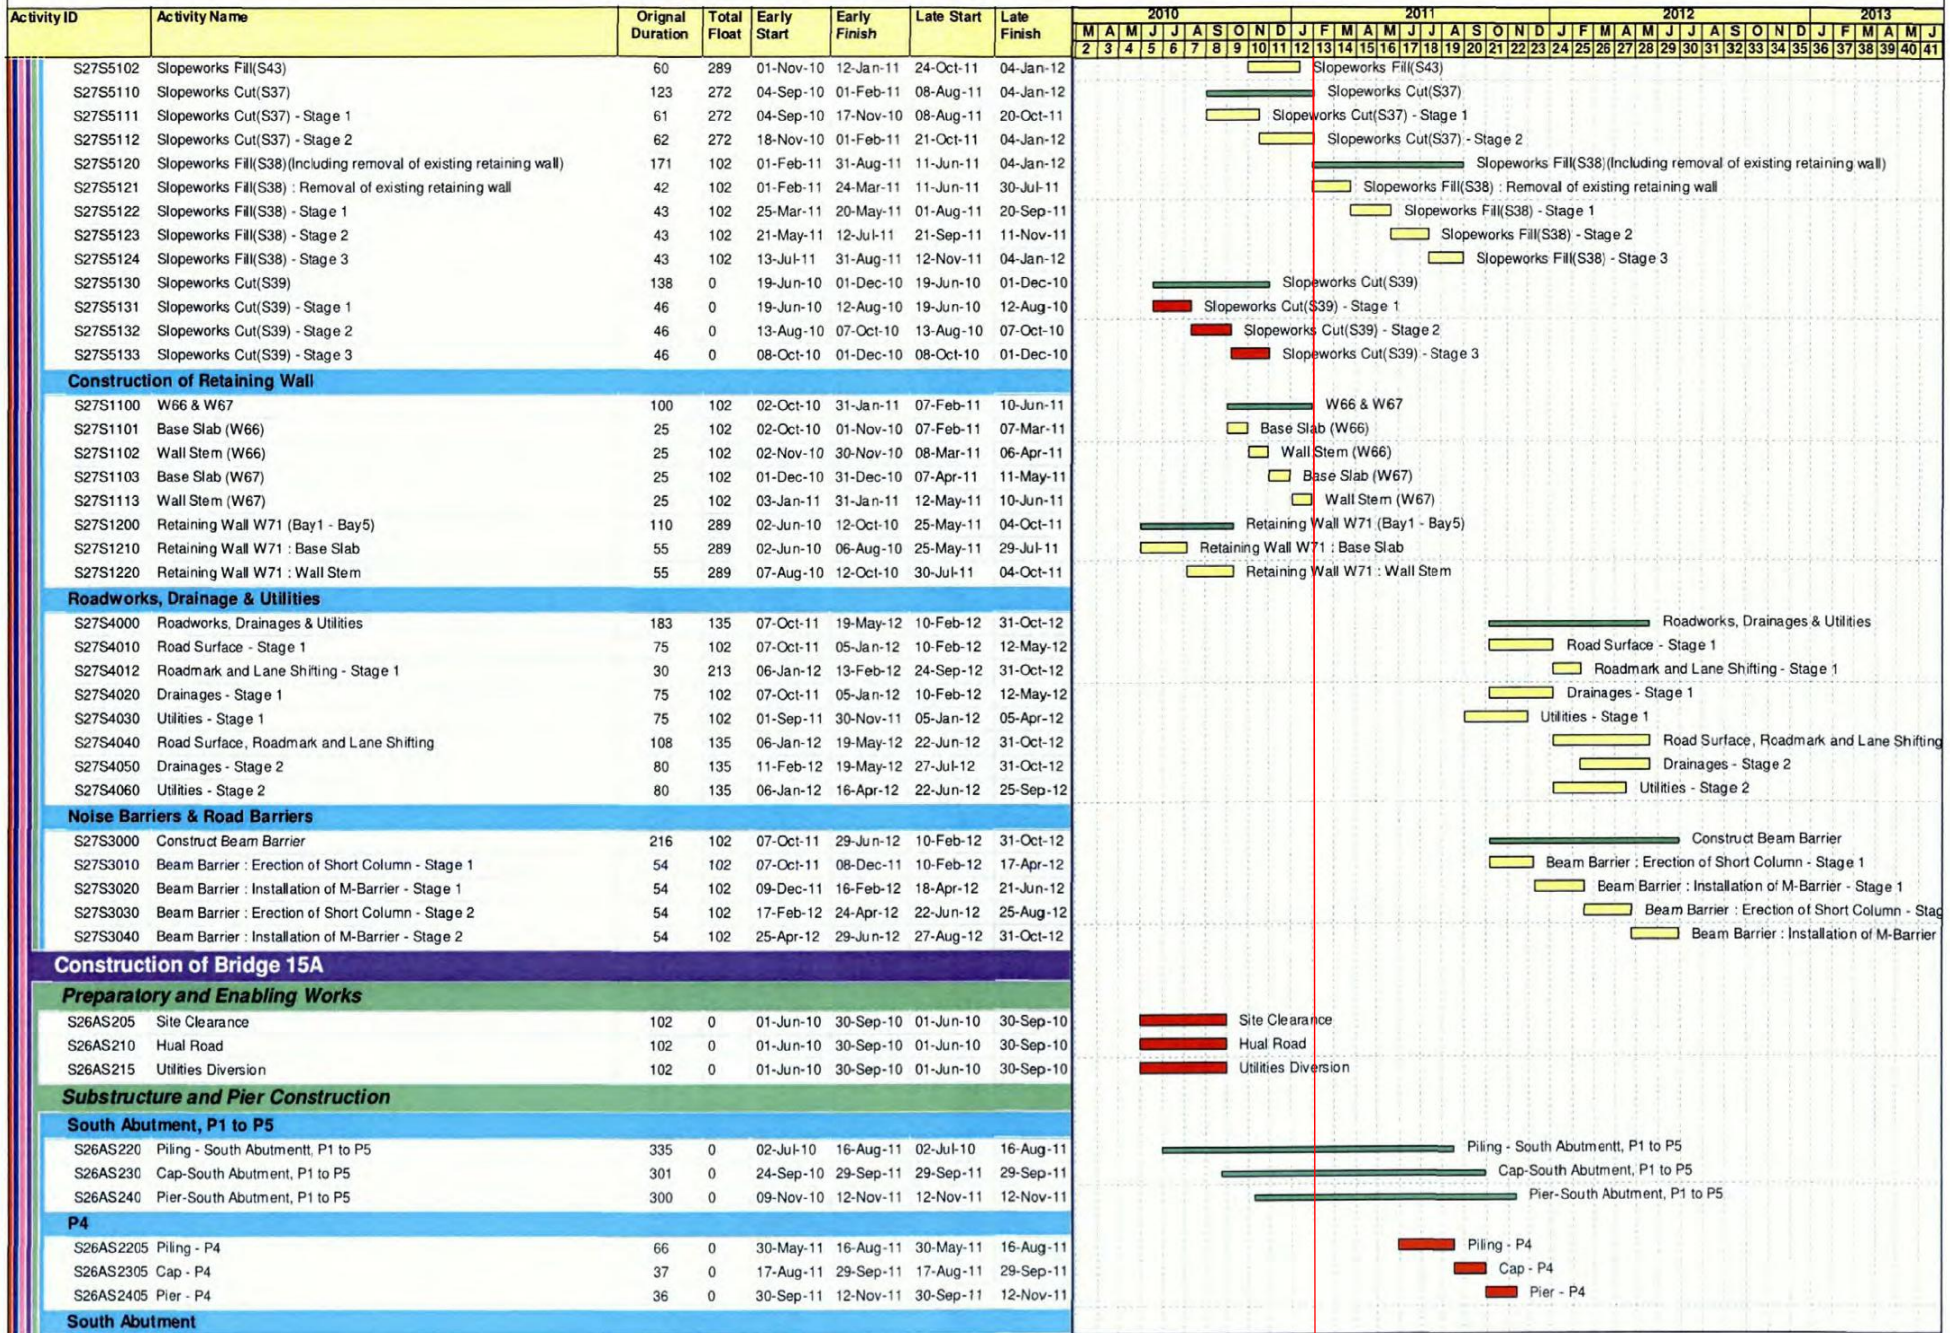 Activity ID Activity Name Orignal Duration Total Float Early Start Early Finish Late Start Late Finish
2010 2011 2012 2013
M A M J J A S O N D J F M A M J J A S O N D J F M A M J J A S O N D J F M A M J
2 3 4 5 6 7 8 9 10 11 12 13 14 15 16 17 18 19 20 21 22 23 24 25 26 27 28 29 30 31 32 33 34 35 36 37 38 39 40 41
S27S5102 Slopeworks Fill(S43) 60 289 01-Nov-10 12-Jan-11 24-Oct-11 04-Jan-12 Slopeworks Fill(S43)
S27S5110 Slopeworks Cut(S37) 123 272 04-Sep-10 01-Feb-11 08-Aug-11 04-Jan-12 Slopeworks Cut(S37)
S27S5111 Slopeworks Cut(S37) - Stage 1 61 272 04-Sep-10 17-Nov-10 08-Aug-11 20-Oct-11 Slopeworks Cut(S37) - Stage 1
S27S5112 Slopeworks Cut(S37) - Stage 2 62 272 18-Nov-10 01-Feb-11 21-Oct-11 04-Jan-12 Slopeworks Cut(S37) - Stage 2
S27S5120 Slopeworks Fill(S38)(Including removal of existing retaining wall) 171 102 01-Feb-11 31-Aug-11 11-Jun-11 04-Jan-12 Slopeworks Fill(S38)(Including removal of existing retaining wall)
S27S5121 Slopeworks Fill(S38) : Removal of existing retaining wall 42 102 01-Feb-11 24-Mar-11 11-Jun-11 30-Jul-11 Slopeworks Fill(S38) : Removal of existing retaining wall
S27S5122 Slopeworks Fill(S38) - Stage 1 43 102 25-Mar-11 20-May-11 01-Aug-11 20-Sep-11 Slopeworks Fill(S38) - Stage 1
S27S5123 Slopeworks Fill(S38) - Stage 2 43 102 21-May-11 12-Jul-11 21-Sep-11 11-Nov-11 Slopeworks Fill(S38) - Stage 2
S27S5124 Slopeworks Fill(S38) - Stage 3 43 102 13-Jul-11 31-Aug-11 12-Nov-11 04-Jan-12 Slopeworks Fill(S38) - Stage 3
S27S5130 Slopeworks Cut(S39) 138 0 19-Jun-10 01-Dec-10 19-Jun-10 01-Dec-10 Slopeworks Cut(S39)
S27S5131 Slopeworks Cut(S39) - Stage 1 46 0 19-Jun-10 12-Aug-10 19-Jun-10 12-Aug-10 Slopeworks Cut(S39) - Stage 1
S27S5132 Slopeworks Cut(S39) - Stage 2 46 0 13-Aug-10 07-Oct-10 13-Aug-10 07-Oct-10 Slopeworks Cut(S39) - Stage 2
S27S5133 Slopeworks Cut(S39) - Stage 3 46 0 08-Oct-10 01-Dec-10 08-Oct-10 01-Dec-10 Slopeworks Cut(S39) - Stage 3
Construction of Retaining Wall
S27S1100 W66 & W67 100 102 02-Oct-10 31-Jan-11 07-Feb-11 10-Jun-11 W66 & W67
S27S1101 Base Slab (W66) 25 102 02-Oct-10 01-Nov-10 07-Feb-11 07-Mar-11 Base Slab (W66)
S27S1102 Wall Stem (W66) 25 102 02-Nov-10 30-Nov-10 08-Mar-11 06-Apr-11 Wall Stem (W66)
S27S1103 Base Slab (W67) 25 102 01-Dec-10 31-Dec-10 07-Apr-11 11-May-11 Base Slab (W67)
S27S1113 Wall Stem (W67) 25 102 03-Jan-11 31-Jan-11 12-May-11 10-Jun-11 Wall Stem (W67)
S27S1200 Retaining Wall W71 (Bay1 - Bay5) 110 289 02-Jun-10 12-Oct-10 25-May-11 04-Oct-11 Retaining Wall W71 (Bay1 - Bay5)
S27S1210 Retaining Wall W71 : Base Slab 55 289 02-Jun-10 06-Aug-10 25-May-11 29-Jul-11 Retaining Wall W71 : Base Slab
S27S1220 Retaining Wall W71 : Wall Stem 55 289 07-Aug-10 12-Oct-10 30-Jul-11 04-Oct-11 Retaining Wall W71 : Wall Stem
Roadworks, Drainage & Utilities
S27S4000 Roadworks, Drainages & Utilities 183 135 07-Oct-11 19-May-12 10-Feb-12 31-Oct-12 Roadworks, Drainages & Utilities
S27S4010 Road Surface - Stage 1 75 102 07-Oct-11 05-Jan-12 10-Feb-12 12-May-12 Road Surface - Stage 1
S27S4012 Roadmark and Lane Shifting - Stage 1 30 213 06-Jan-12 13-Feb-12 24-Sep-12 31-Oct-12 Roadmark and Lane Shifting - Stage 1
S27S4020 Drainages - Stage 1 75 102 07-Oct-11 05-Jan-12 10-Feb-12 12-May-12 Drainages - Stage 1
S27S4030 Utilities - Stage 1 75 102 01-Sep-11 30-Nov-11 05-Jan-12 05-Apr-12 Utilities - Stage 1
S27S4040 Road Surface, Roadmark and Lane Shifting 108 135 06-Jan-12 19-May-12 22-Jun-12 31-Oct-12 Road Surface, Roadmark and Lane Shifting
S27S4050 Drainages - Stage 2 80 135 11-Feb-12 19-May-12 27-Jul-12 31-Oct-12 Drainages - Stage 2
S27S4060 Utilities - Stage 2 80 135 06-Jan-12 16-Apr-12 22-Jun-12 25-Sep-12 Utilities - Stage 2
Noise Barriers & Road Barriers
S27S3000 Construct Beam Barrier 216 102 07-Oct-11 29-Jun-12 10-Feb-12 31-Oct-12 Construct Beam Barrier
S27S3010 Beam Barrier : Erection of Short Column - Stage 1 54 102 07-Oct-11 08-Dec-11 10-Feb-12 17-Apr-12 Beam Barrier : Erection of Short Column - Stage 1
S27S3020 Beam Barrier : Installation of M-Barrier - Stage 1 54 102 09-Dec-11 16-Feb-12 18-Apr-12 21-Jun-12 Beam Barrier : Installation of M-Barrier - Stage 1
S27S3030 Beam Barrier : Erection of Short Column - Stage 2 54 102 17-Feb-12 24-Apr-12 22-Jun-12 25-Aug-12 Beam Barrier : Erection of Short Column - Stag
S27S3040 Beam Barrier : Installation of M-Barrier - Stage 2 54 102 25-Apr-12 29-Jun-12 27-Aug-12 31-Oct-12 Beam Barrier : Installation of M-Barrier
Construction of Bridge 15A
Preparatory and Enabling Works
S26AS205 Site Clearance 102 0 01-Jun-10 30-Sep-10 01-Jun-10 30-Sep-10 Site Clearance
S26AS210 Hual Road 102 0 01-Jun-10 30-Sep-10 01-Jun-10 30-Sep-10 Hual Road
S26AS215 Utilities Diversion 102 0 01-Jun-10 30-Sep-10 01-Jun-10 30-Sep-10 Utilities Diversion
Substructure and Pier Construction
South Abutment, P1 to P5
S26AS220 Piling - South Abutmentt, P1 to P5 335 0 02-Jul-10 16-Aug-11 02-Jul-10 16-Aug-11 Piling - South Abutmentt, P1 to P5
S26AS230 Cap-South Abutment, P1 to P5 301 0 24-Sep-10 29-Sep-11 29-Sep-11 29-Sep-11 Cap-South Abutment, P1 to P5
S26AS240 Pier-South Abutment, P1 to P5 300 0 09-Nov-10 12-Nov-11 12-Nov-11 12-Nov-11 Pier-South Abutment, P1 to P5
P4
S26AS2205 Piling - P4 66 0 30-May-11 16-Aug-11 30-May-11 16-Aug-11 Piling - P4
S26AS2305 Cap - P4 37 0 17-Aug-11 29-Sep-11 17-Aug-11 29-Sep-11 Cap - P4
S26AS2405 Pier - P4 36 0 30-Sep-11 12-Nov-11 30-Sep-11 12-Nov-11 Pier - P4
South Abutment